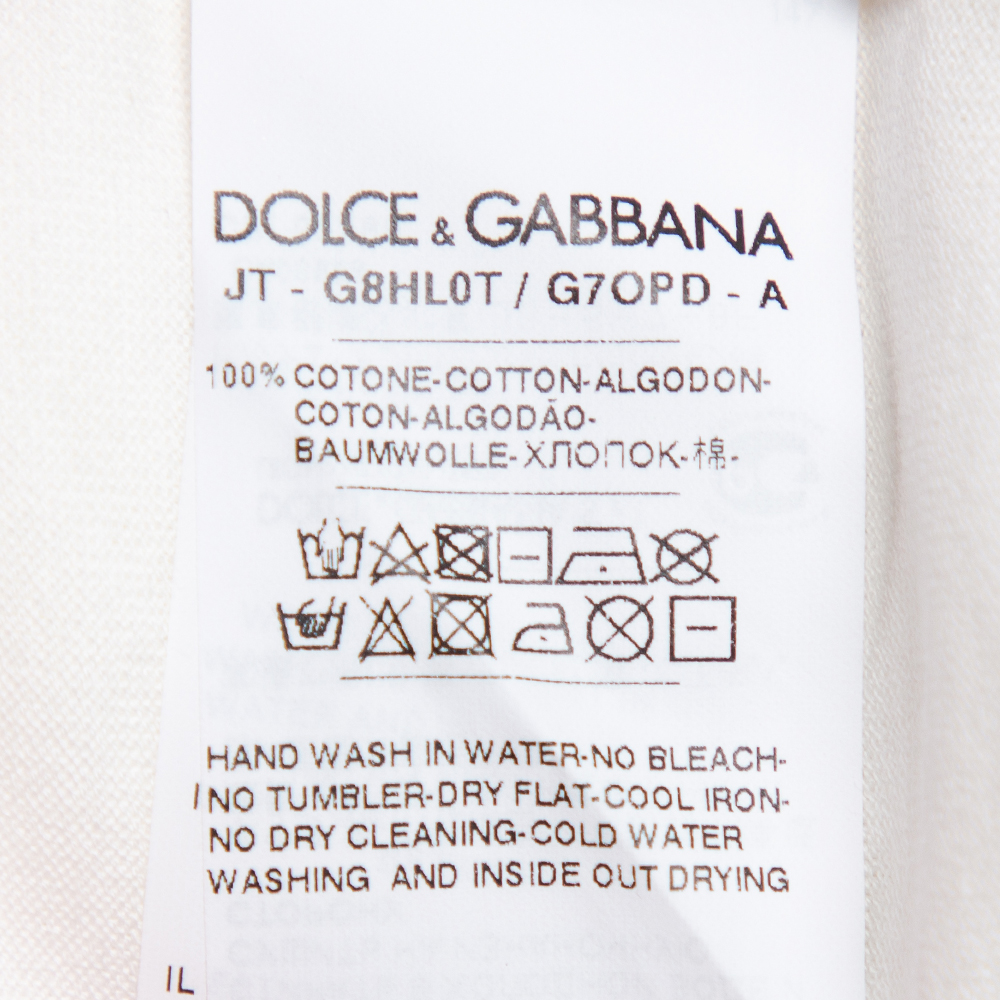 DOLCE & GABBANA
JT - G8HL0T / G7OPD - A
100% COTONE-COTTON-ALGODON-
COTON-ALGODÃO-
BAUMWOLLE-ХЛОПОК-棉-
HAND WASH IN WATER-NO BLEACH-
NO TUMBLER-DRY FLAT-COOL IRON-
NO DRY CLEANING-COLD WATER
WASHING AND INSIDE OUT DRYING
IL